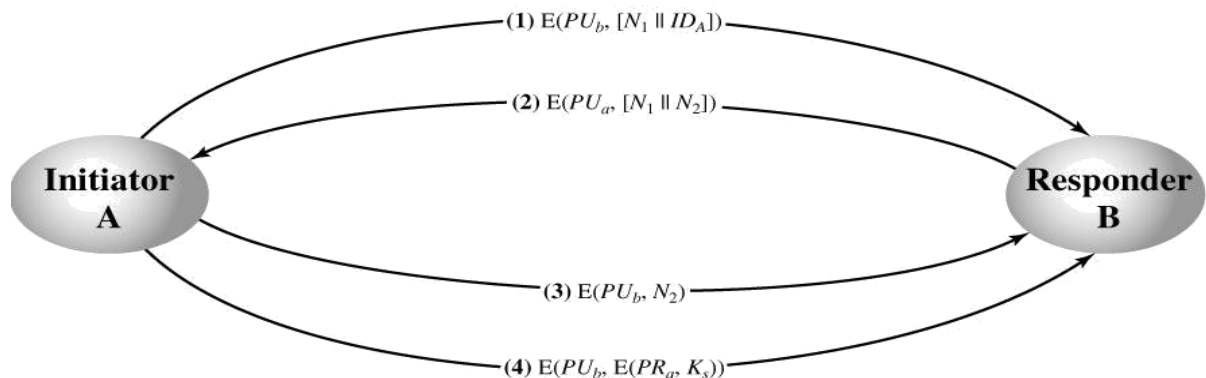 (1) E(PU_b, [N_1 || ID_A])
(2) E(PU_a, [N_1 || N_2])
Initiator
A
Responder
B
(3) E(PU_b, N_2)
(4) E(PU_b, E(PR_a, K_s))